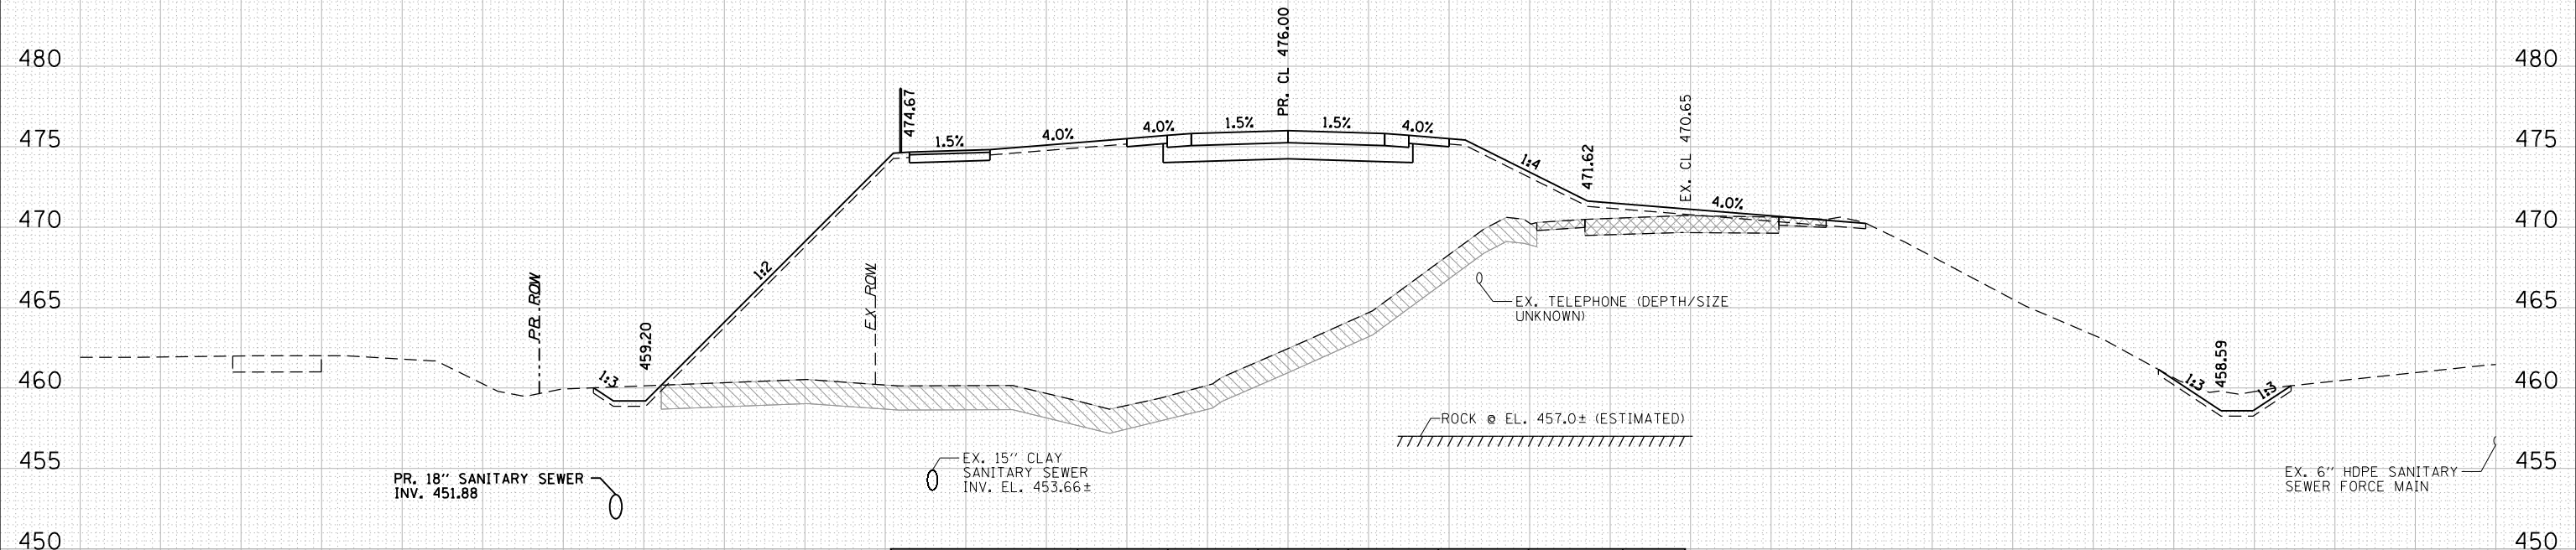 PR. CL 476.00
480
480
474.67
EX. CL 470.65
475
1.5%
4.0%
4.0%
1.5%
1.5%
4.0%
475
1:4
471.62
470
4.0%
470
1:2
PR. ROW
EX. ROW
465
EX. TELEPHONE (DEPTH/SIZE
UNKNOWN)
465
459.20
458.59
460
1:3
1:3
1:3
460
ROCK @ EL. 457.0± (ESTIMATED)
455
EX. 15" CLAY
SANITARY SEWER
INV. EL. 453.66±
455
PR. 18" SANITARY SEWER
INV. 451.88
EX. 6" HDPE SANITARY
SEWER FORCE MAIN
450
450